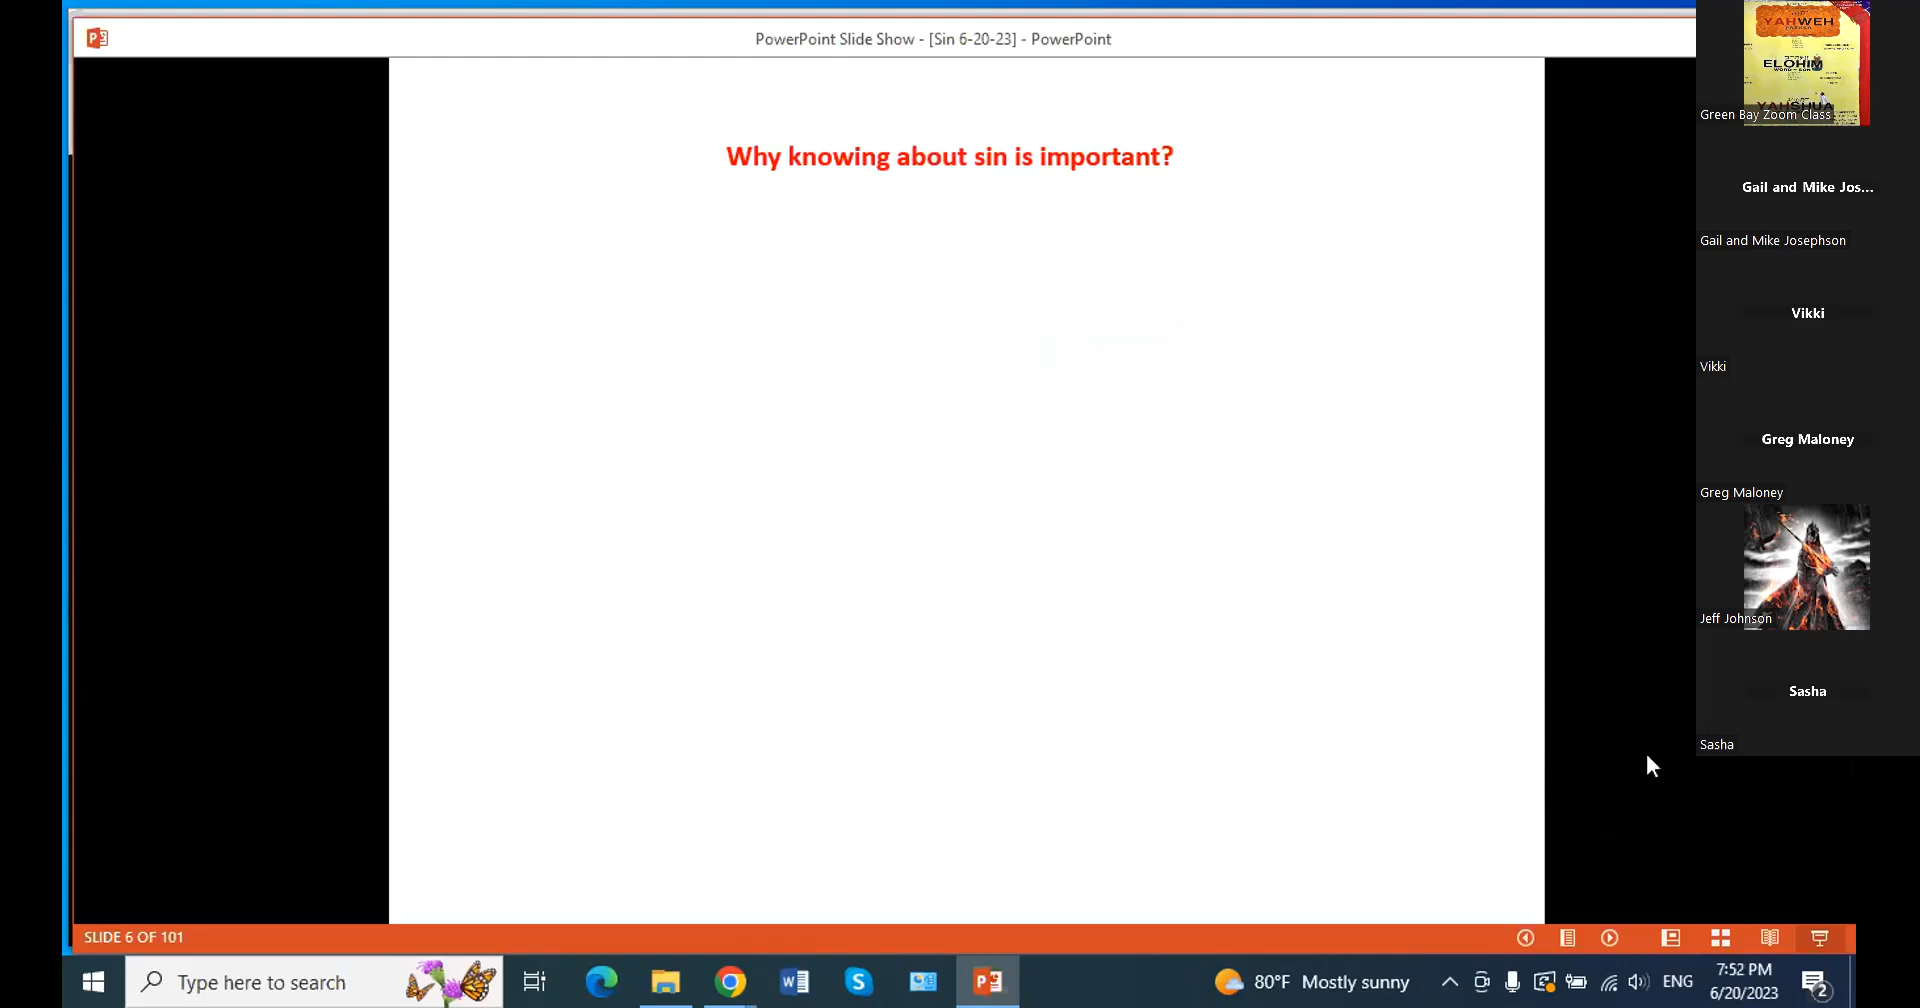 PowerPoint Slide Show - [Sin 6-20-23] - PowerPoint
Why knowing about sin is important?
YAHWEH
ELOHIM
WORD
YAHSHUA
Green Bay Zoom Class
Gail and Mike Jos...
Gail and Mike Josephson
Vikki
Vikki
Greg Maloney
Greg Maloney
Jeff Johnson
Sasha
Sasha
SLIDE 6 OF 101
Type here to search
80°F Mostly sunny
ENG
7:52 PM
6/20/2023
2